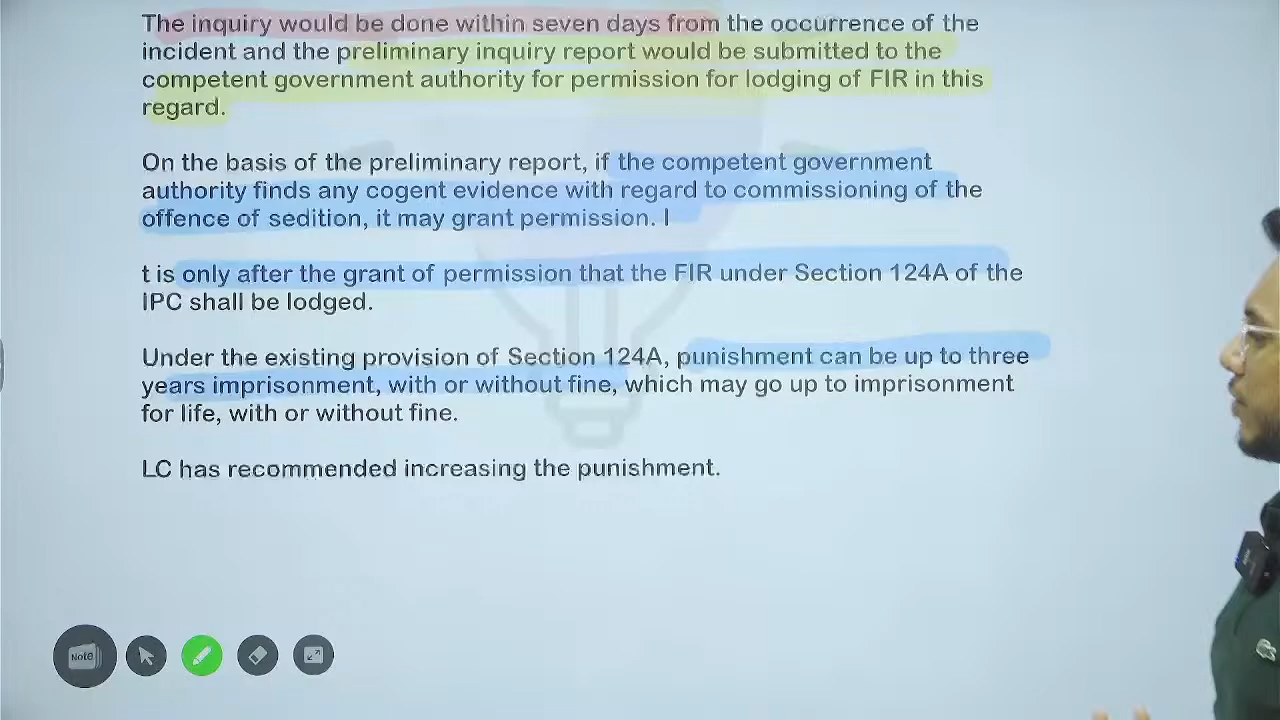 The inquiry would be done within seven days from the occurrence of the
incident and the preliminary inquiry report would be submitted to the
competent government authority for permission for lodging of FIR in this
regard.
On the basis of the preliminary report, if the competent government
authority finds any cogent evidence with regard to commissioning of the
offence of sedition, it may grant permission. I
t is only after the grant of permission that the FIR under Section 124A of the
IPC shall be lodged.
Under the existing provision of Section 124A, punishment can be up to three
years imprisonment, with or without fine, which may go up to imprisonment
for life, with or without fine.
LC has recommended increasing the punishment.
Note